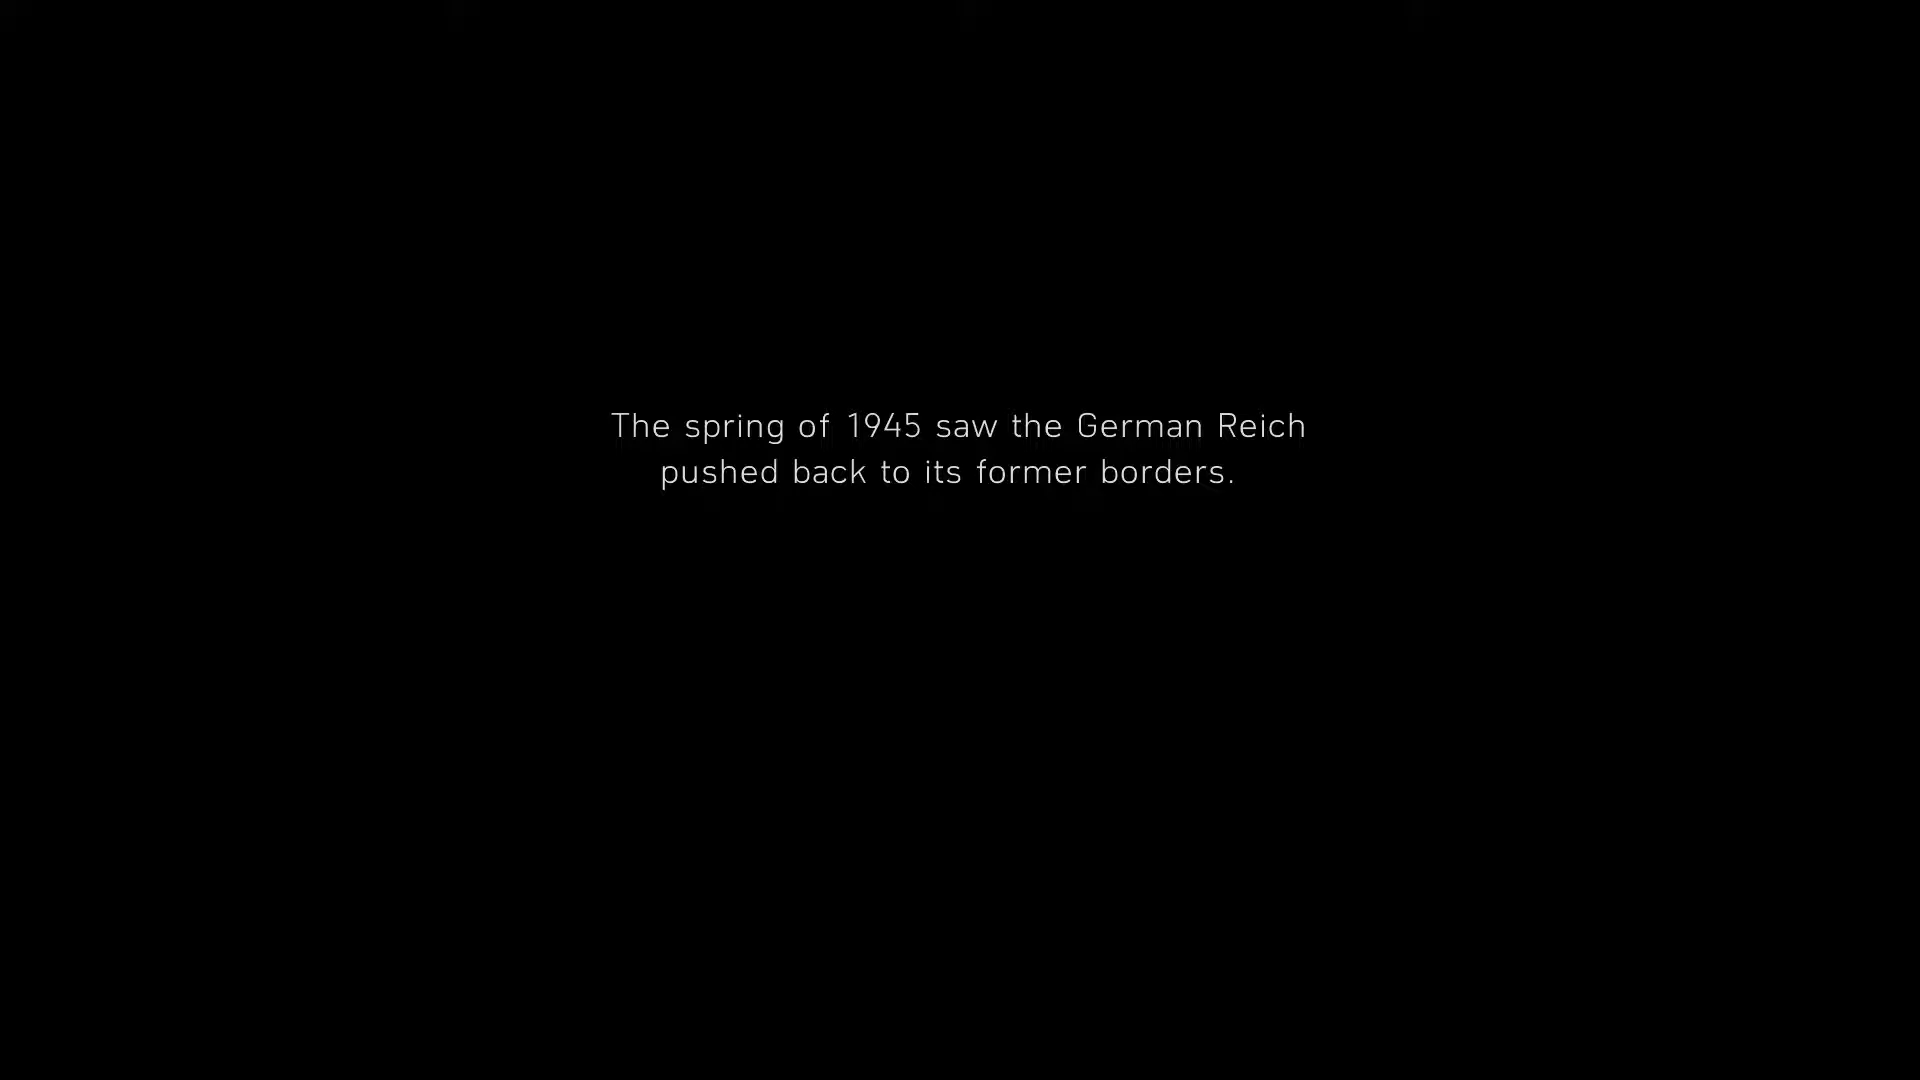 The spring of 1945 saw the German Reich
pushed back to its former borders.